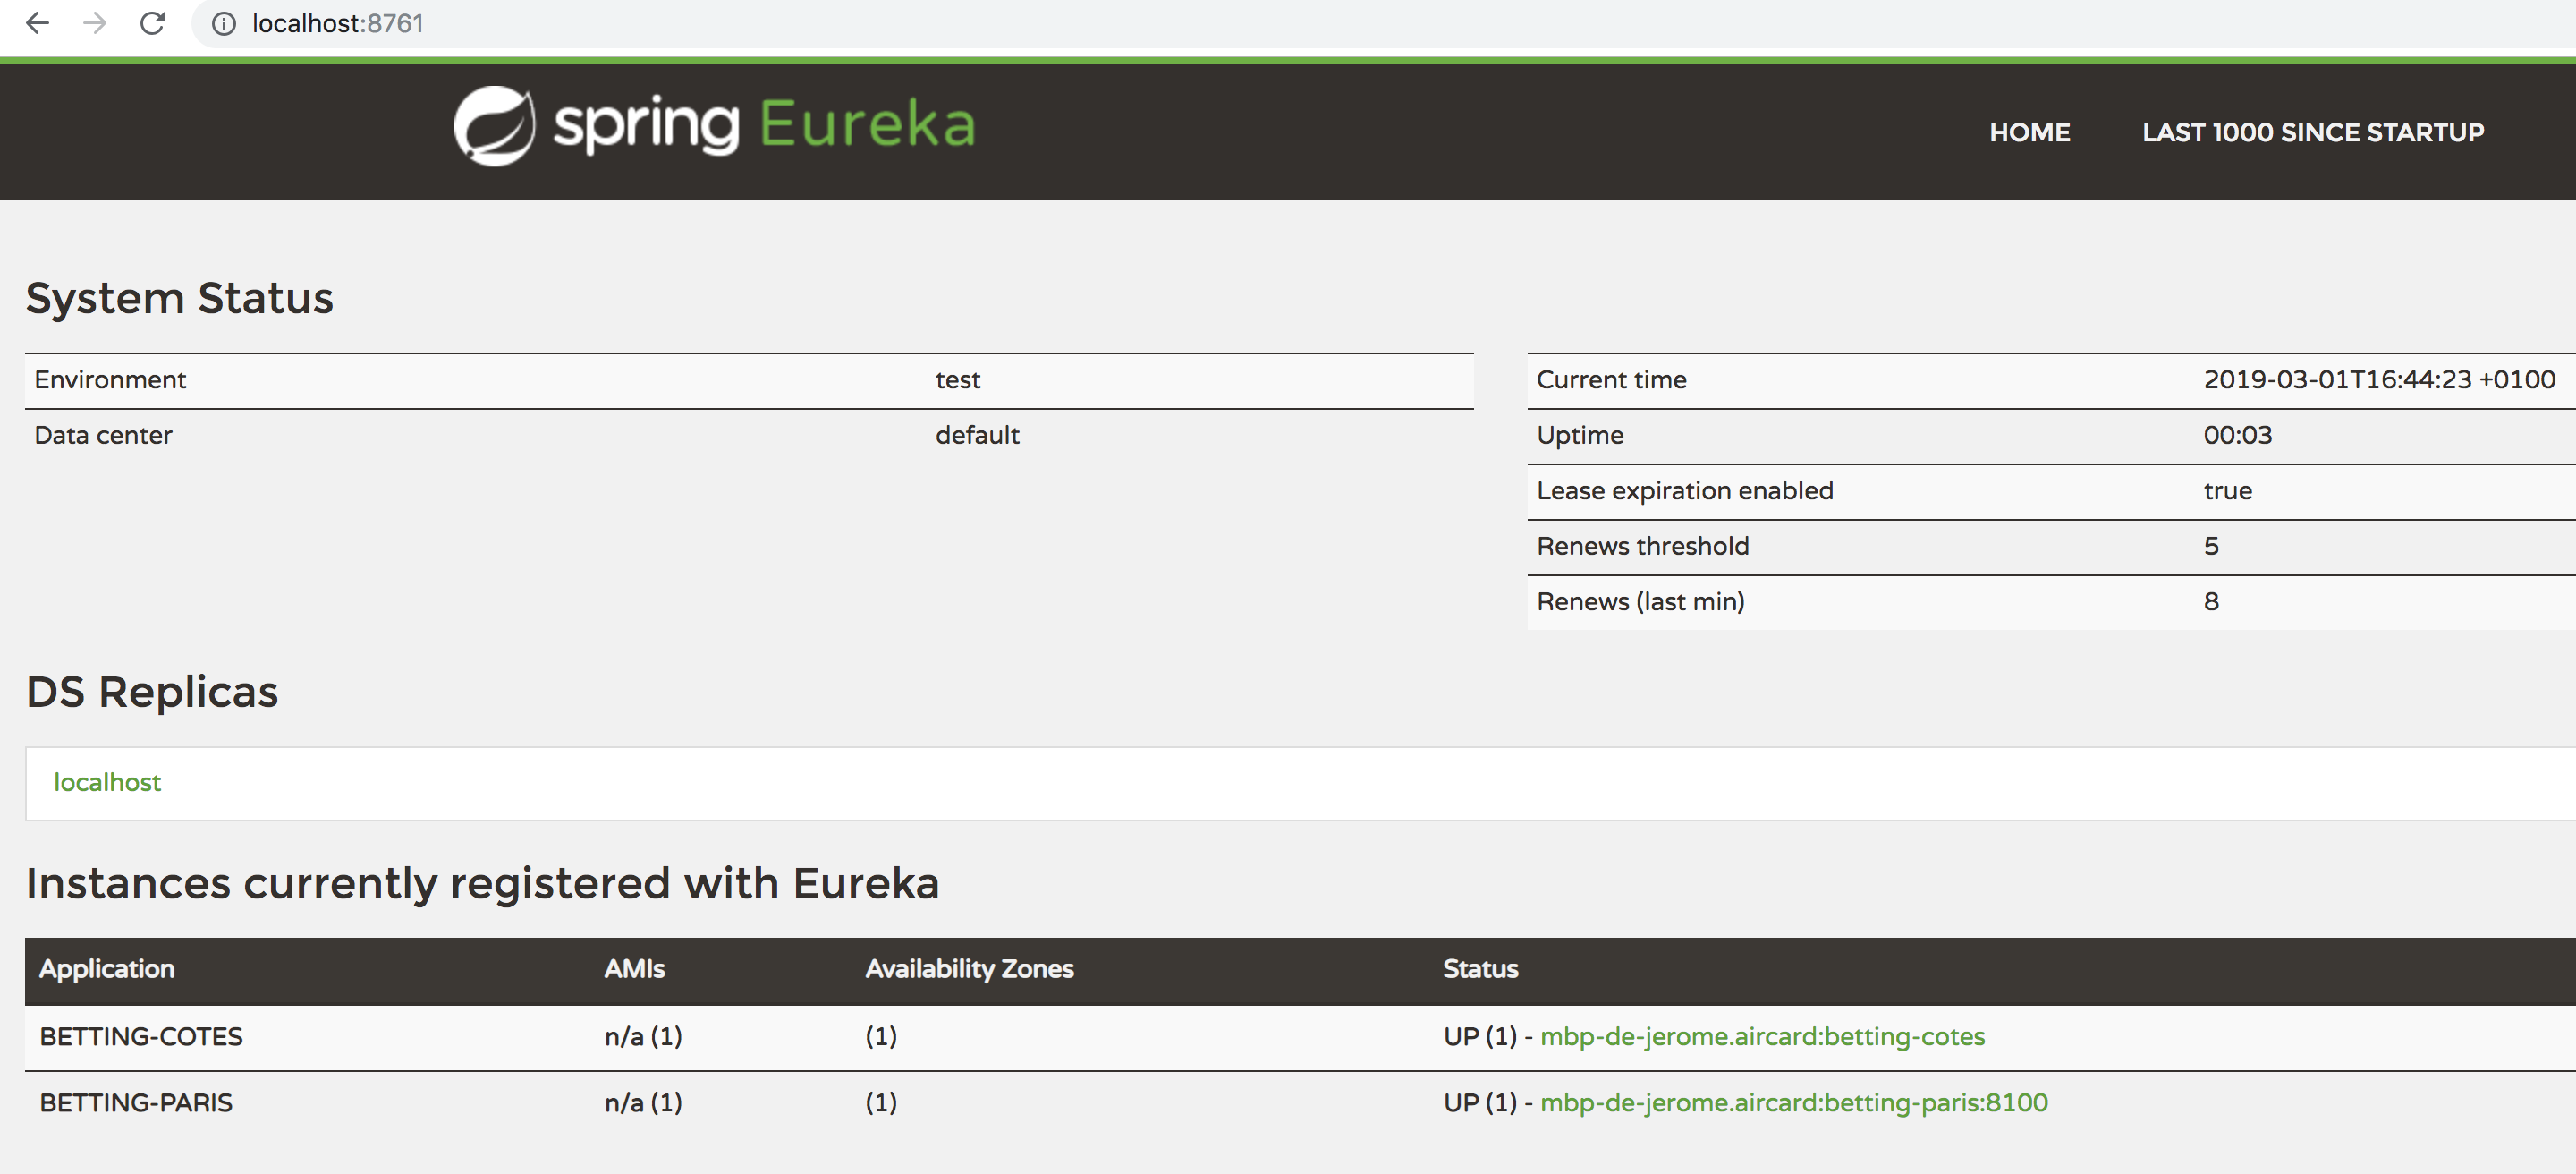 localhost:8761
spring Eureka
HOME LAST 1000 SINCE STARTUP
System Status
Environment test
Data center default
Current time 2019-03-01T16:44:23 +0100
Uptime 00:03
Lease expiration enabled true
Renews threshold 5
Renews (last min) 8
DS Replicas
localhost
Instances currently registered with Eureka
Application AMIs Availability Zones Status
BETTING-COTES n/a (1) (1) UP (1) - mbp-de-jerome.aircard:betting-cotes
BETTING-PARIS n/a (1) (1) UP (1) - mbp-de-jerome.aircard:betting-paris:8100